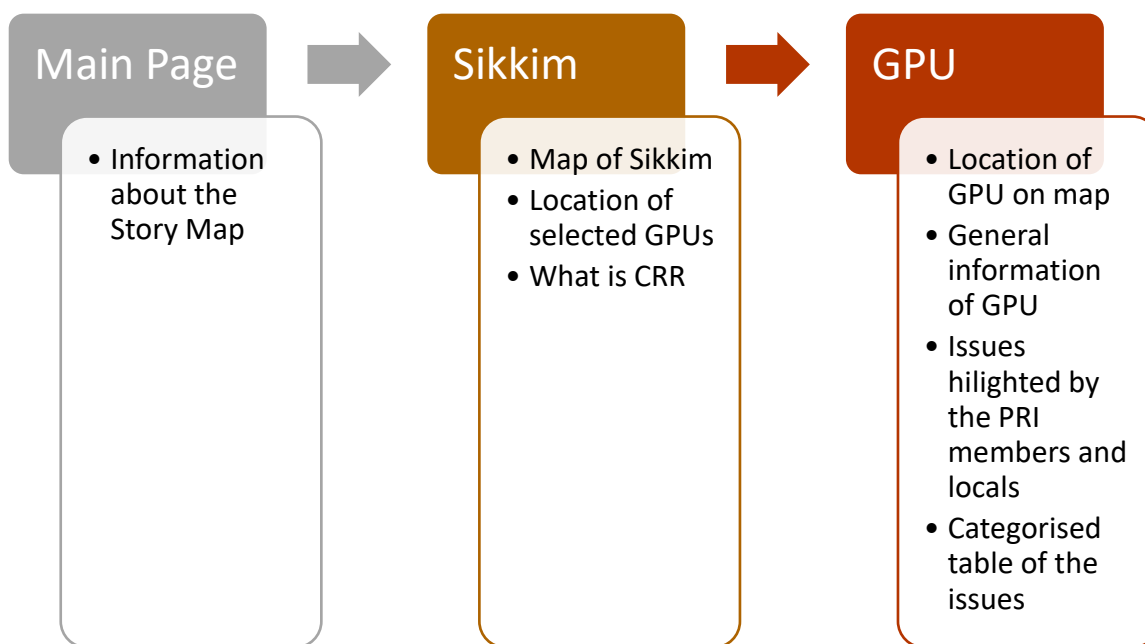 Main Page
• Information
about the
Story Map
Sikkim
• Map of Sikkim
• Location of
selected GPUs
• What is CRR
GPU
• Location of
GPU on map
• General
information
of GPU
• Issues
hilighted by
the PRI
members and
locals
• Categorised
table of the
issues